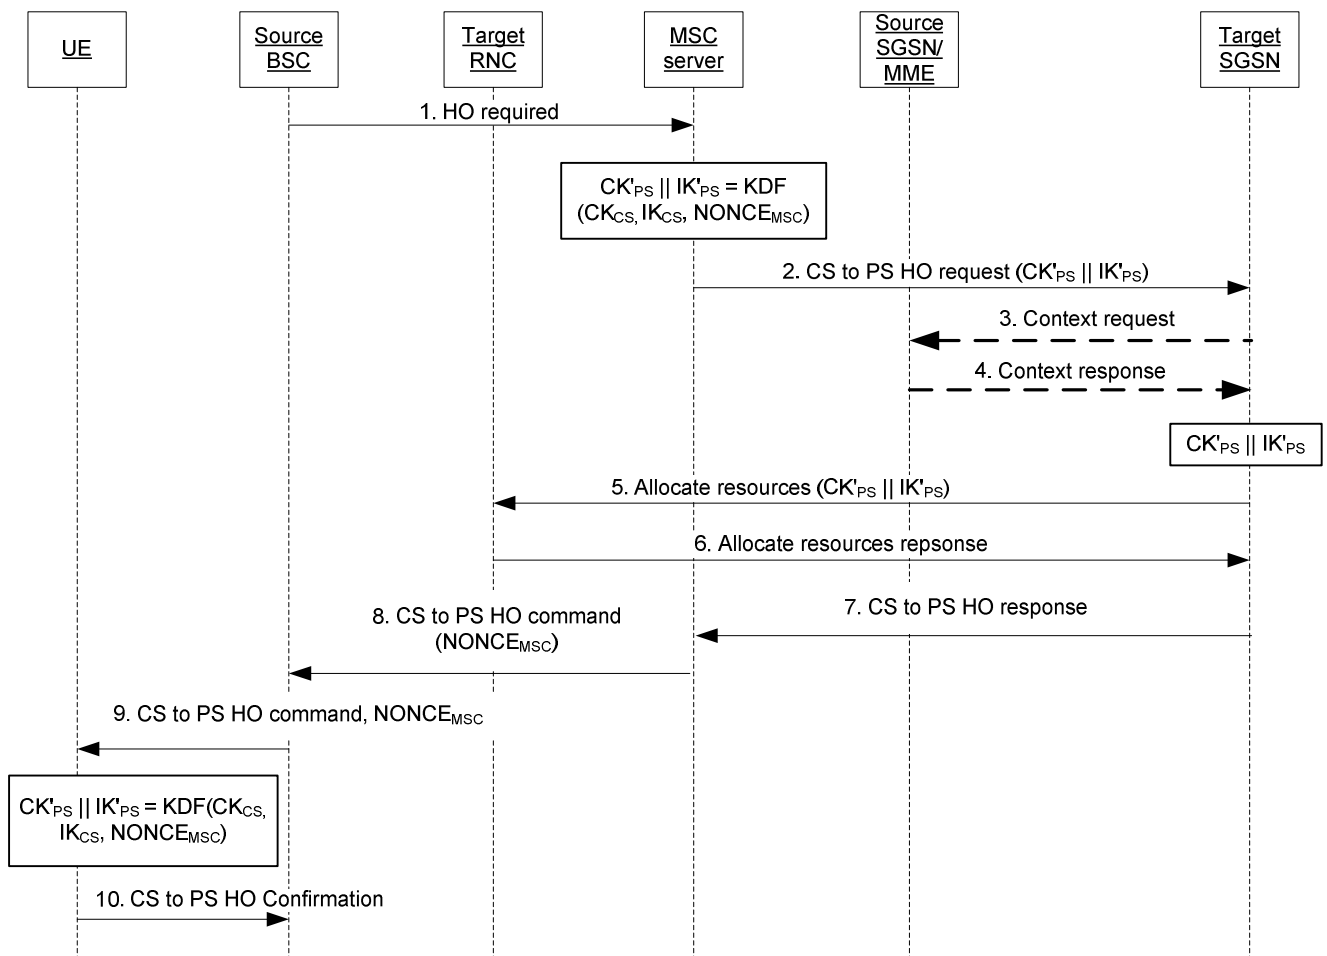 UE
Source
BSC
Target
RNC
MSC
server
Source
SGSN/
MME
Target
SGSN
1. HO required
CK'PS || IK'PS = KDF
(CKCS, IKCS, NONCEMSC)
2. CS to PS HO request (CK'PS || IK'PS)
3. Context request
4. Context response
CK'PS || IK'PS
5. Allocate resources (CK'PS || IK'PS)
6. Allocate resources repsonse
7. CS to PS HO response
8. CS to PS HO command
(NONCEMSC)
9. CS to PS HO command, NONCEMSC
CK'PS || IK'PS = KDF(CKCS,
IKCS, NONCEMSC)
10. CS to PS HO Confirmation